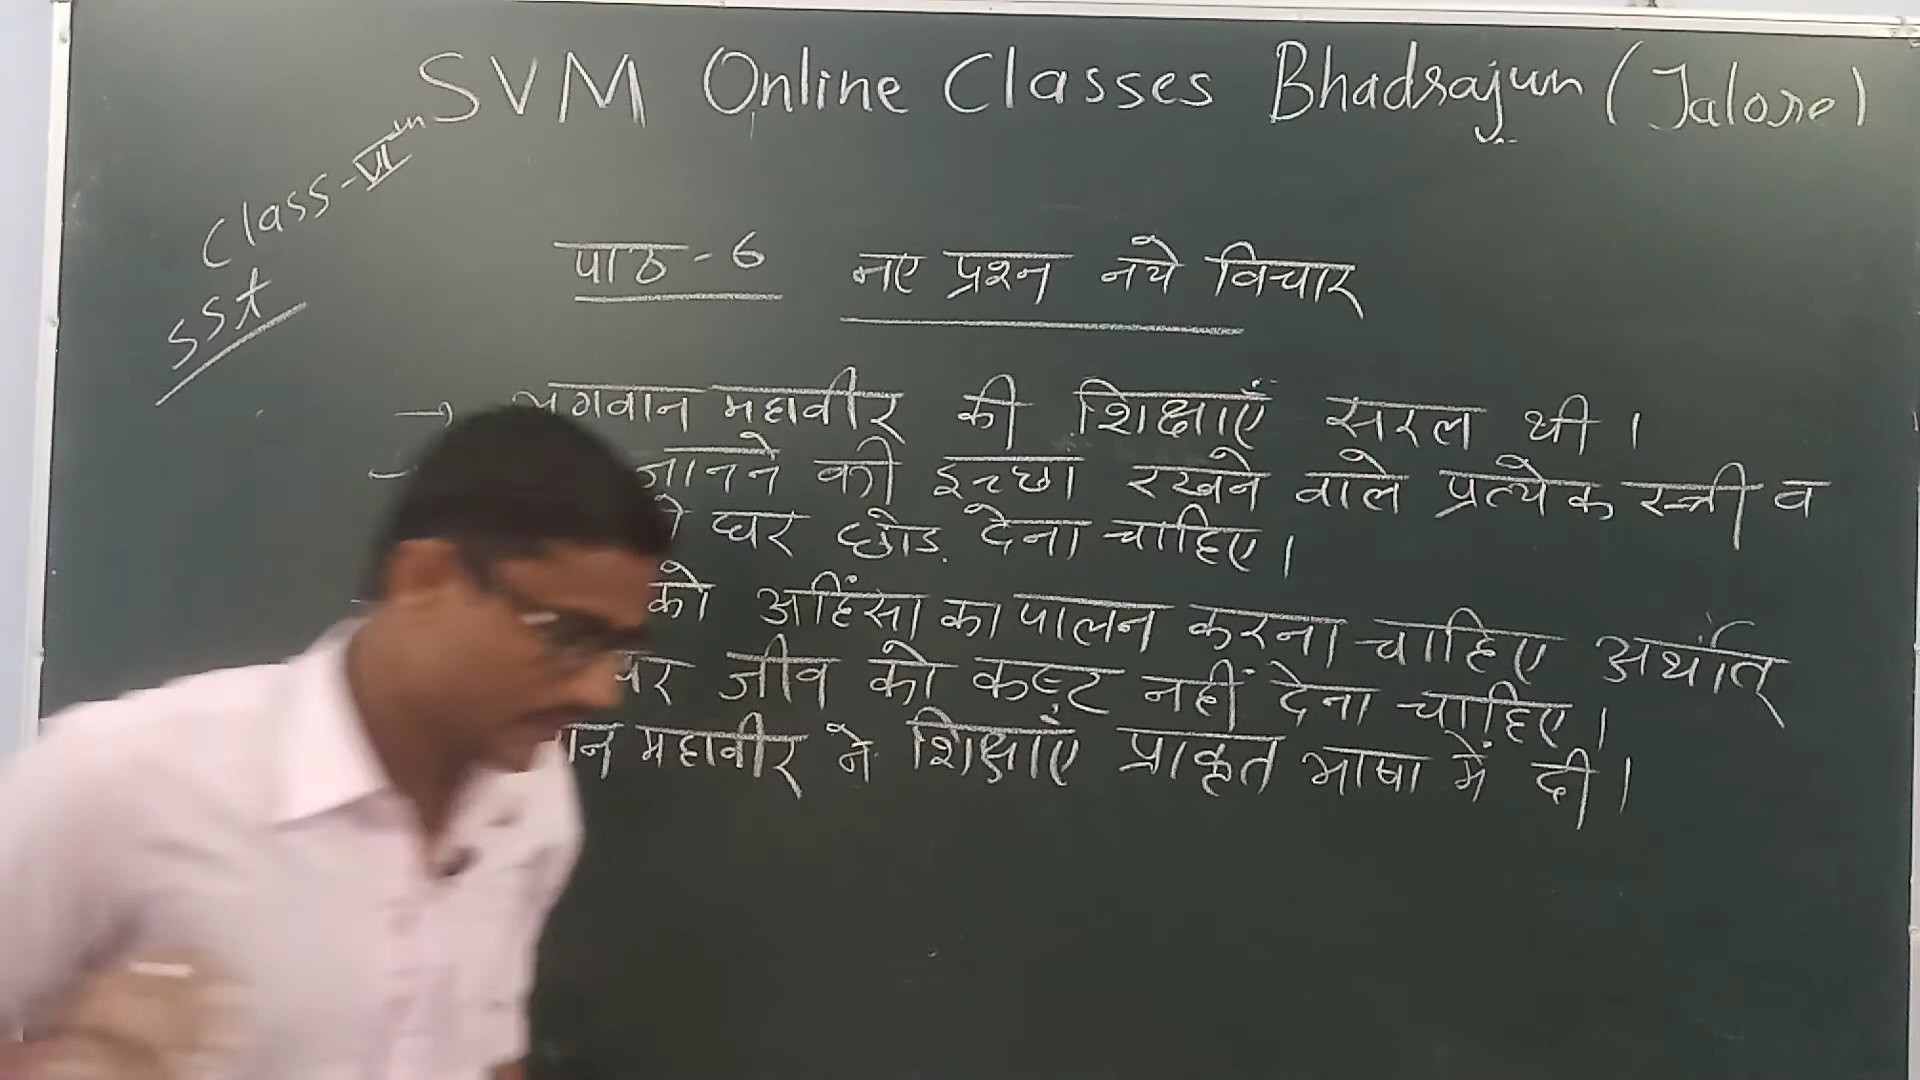 SVM Online Classes Bhadrajun (Jalore)
Class-VI
SSt
पाठ-6 नए प्रश्न नये विचार
→ भगवान महावीर की शिक्षाएँ सरल थी ।
जानने की इच्छा रखने वाले प्रत्येक स्त्री व
घर छोड़ देना चाहिए ।
को अहिंसा का पालन करना चाहिए अर्थात्
पर जीव को कष्ट नहीं देना चाहिए ।
महावीर ने शिक्षाएँ प्राकृत भाषा में दी ।